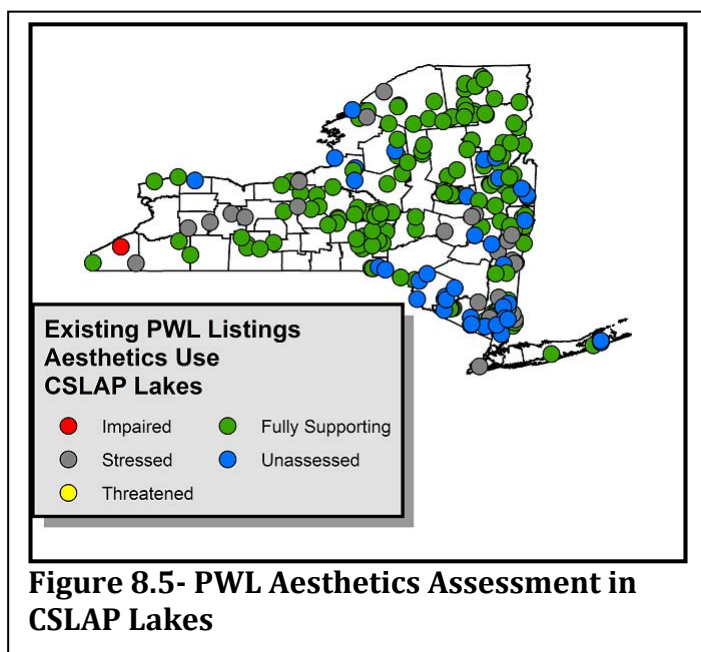 Existing PWL Listings
Aesthetics Use
CSLAP Lakes
Impaired
Fully Supporting
Stressed
Unassessed
Threatened
Figure 8.5- PWL Aesthetics Assessment in
CSLAP Lakes